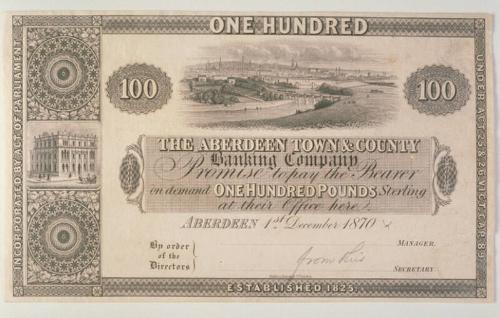 ONE HUNDRED
INCORPORATED BY ACT OF PARLIAMENT
100
100
THE ABERDEEN TOWN & COUNTY
Banking Company
Promise to pay the Bearer
on demand ONE HUNDRED POUNDS Sterling
at their Office here.
ABERDEEN 1st December 1870
By order
of the
Directors
MANAGER.
SECRETARY
ESTABLISHED 1825